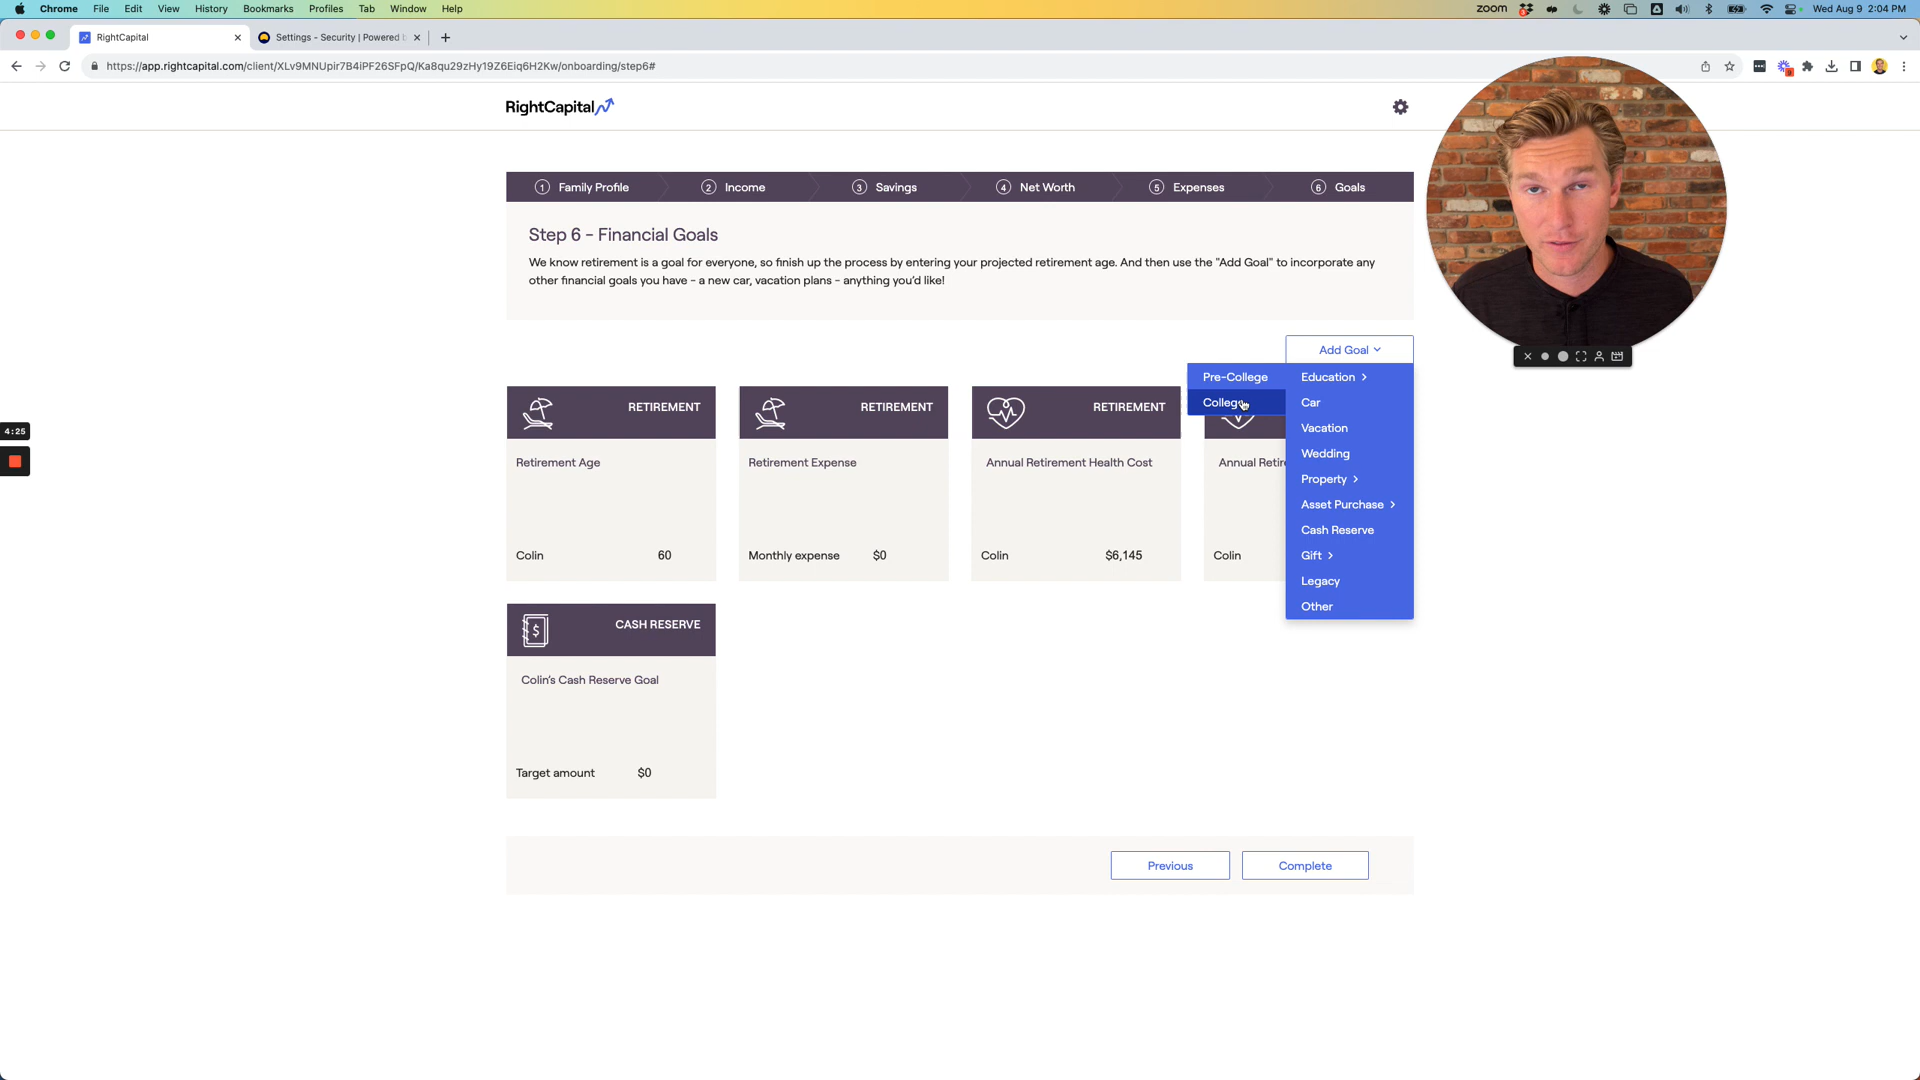 Chrome File Edit View History Bookmarks Profiles Tab Window Help
zoom Wed Aug 9 2:04 PM
RightCapital
Settings - Security | Powered
https://app.rightcapital.com/client/XLv9MNUpir7B4iPF26SFpQ/Ka8qu29zHy19Z6Eiq6H2Kw/onboarding/step6#
RightCapital
1 Family Profile
2 Income
3 Savings
4 Net Worth
5 Expenses
6 Goals
Step 6 - Financial Goals
We know retirement is a goal for everyone, so finish up the process by entering your projected retirement age. And then use the "Add Goal" to incorporate any
other financial goals you have - a new car, vacation plans - anything you'd like!
Add Goal
Pre-College
College
Education >
Car
Vacation
Wedding
Property >
Asset Purchase >
Cash Reserve
Gift >
Legacy
Other
RETIREMENT
Retirement Age
Colin 60
RETIREMENT
Retirement Expense
Monthly expense $0
RETIREMENT
Annual Retirement Health Cost
Colin $6,145
Annual
Colin
4:25
CASH RESERVE
Colin's Cash Reserve Goal
Target amount $0
Previous
Complete